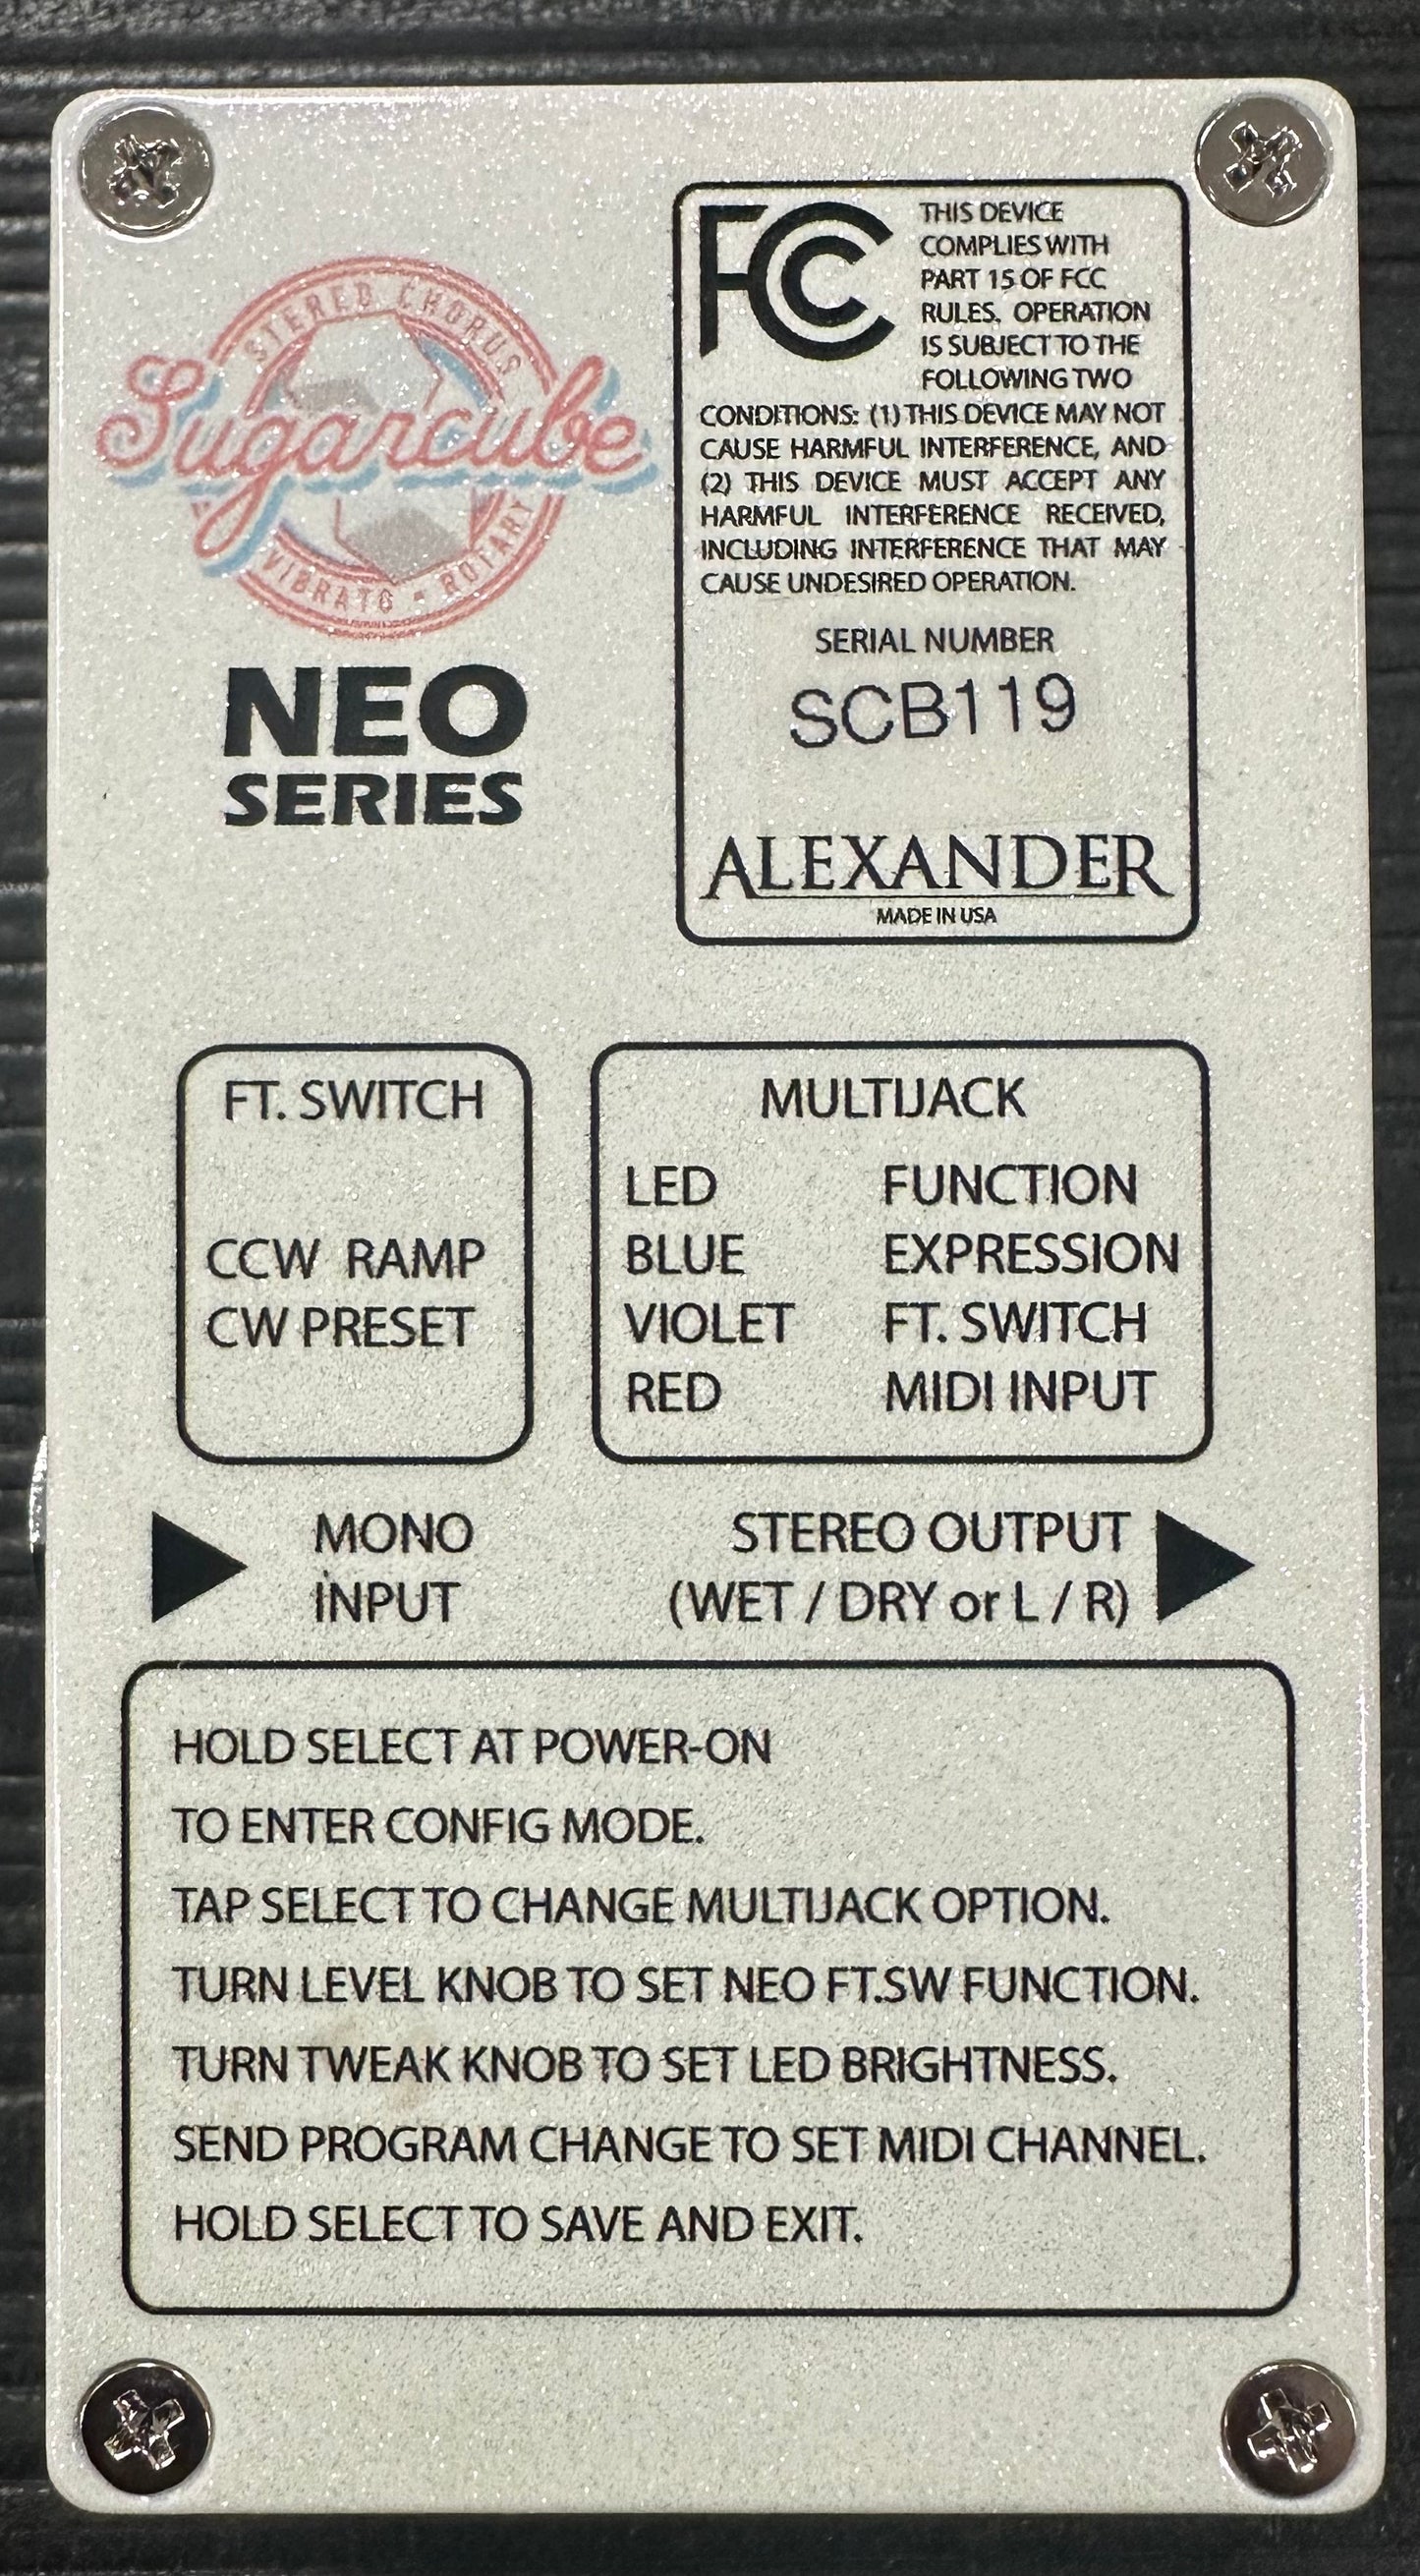 STEREO CHORUS
Sugarcube
VIBRATO - ROTARY
NEO
SERIES
FCC
THIS DEVICE
COMPLIES WITH
PART 15 OF FCC
RULES. OPERATION
IS SUBJECT TO THE
FOLLOWING TWO
CONDITIONS: (1) THIS DEVICE MAY NOT
CAUSE HARMFUL INTERFERENCE, AND
(2) THIS DEVICE MUST ACCEPT ANY
HARMFUL INTERFERENCE RECEIVED,
INCLUDING INTERFERENCE THAT MAY
CAUSE UNDESIRED OPERATION.
SERIAL NUMBER
SCB119
ALEXANDER
MADE IN USA
FT. SWITCH
CCW RAMP
CW PRESET
MULTIJACK
LED FUNCTION
BLUE EXPRESSION
VIOLET FT. SWITCH
RED MIDI INPUT
MONO
INPUT
STEREO OUTPUT
(WET / DRY or L / R)
HOLD SELECT AT POWER-ON
TO ENTER CONFIG MODE.
TAP SELECT TO CHANGE MULTIJACK OPTION.
TURN LEVEL KNOB TO SET NEO FT.SW FUNCTION.
TURN TWEAK KNOB TO SET LED BRIGHTNESS.
SEND PROGRAM CHANGE TO SET MIDI CHANNEL.
HOLD SELECT TO SAVE AND EXIT.